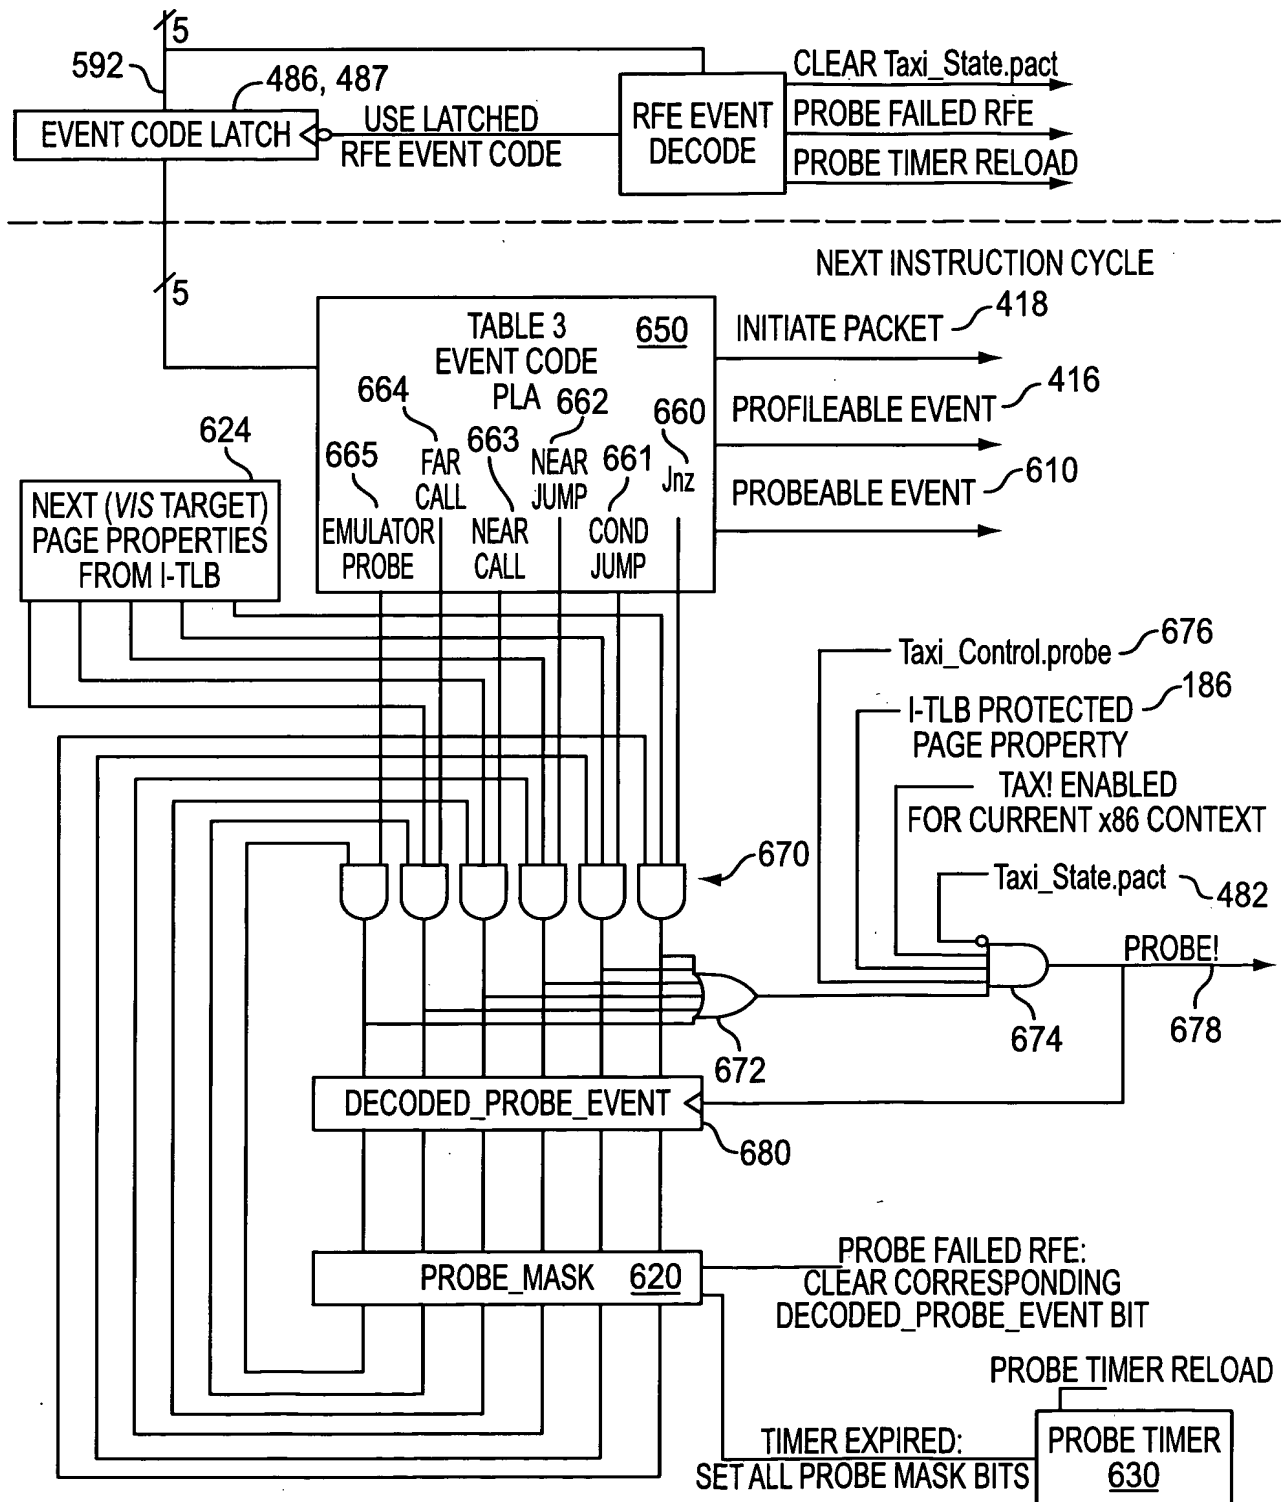 5
592
486, 487
EVENT CODE LATCH
USE LATCHED
RFE EVENT CODE
RFE EVENT
DECODE
CLEAR Taxi_State.pact
PROBE FAILED RFE
PROBE TIMER RELOAD
5
NEXT INSTRUCTION CYCLE
TABLE 3
EVENT CODE
PLA
650
INITIATE PACKET
418
PROFILEABLE EVENT
416
PROBEABLE EVENT
610
664
662
660
665
663
661
FAR
CALL
NEAR
JUMP
Jnz
EMULATOR
PROBE
NEAR
CALL
COND
JUMP
624
NEXT (VIS TARGET)
PAGE PROPERTIES
FROM I-TLB
Taxi_Control.probe
676
I-TLB PROTECTED
PAGE PROPERTY
186
TAX! ENABLED
FOR CURRENT x86 CONTEXT
670
Taxi_State.pact
482
PROBE!
678
674
672
DECODED_PROBE_EVENT
680
PROBE_MASK 620
PROBE FAILED RFE:
CLEAR CORRESPONDING
DECODED_PROBE_EVENT BIT
PROBE TIMER RELOAD
TIMER EXPIRED:
SET ALL PROBE MASK BITS
PROBE TIMER
630